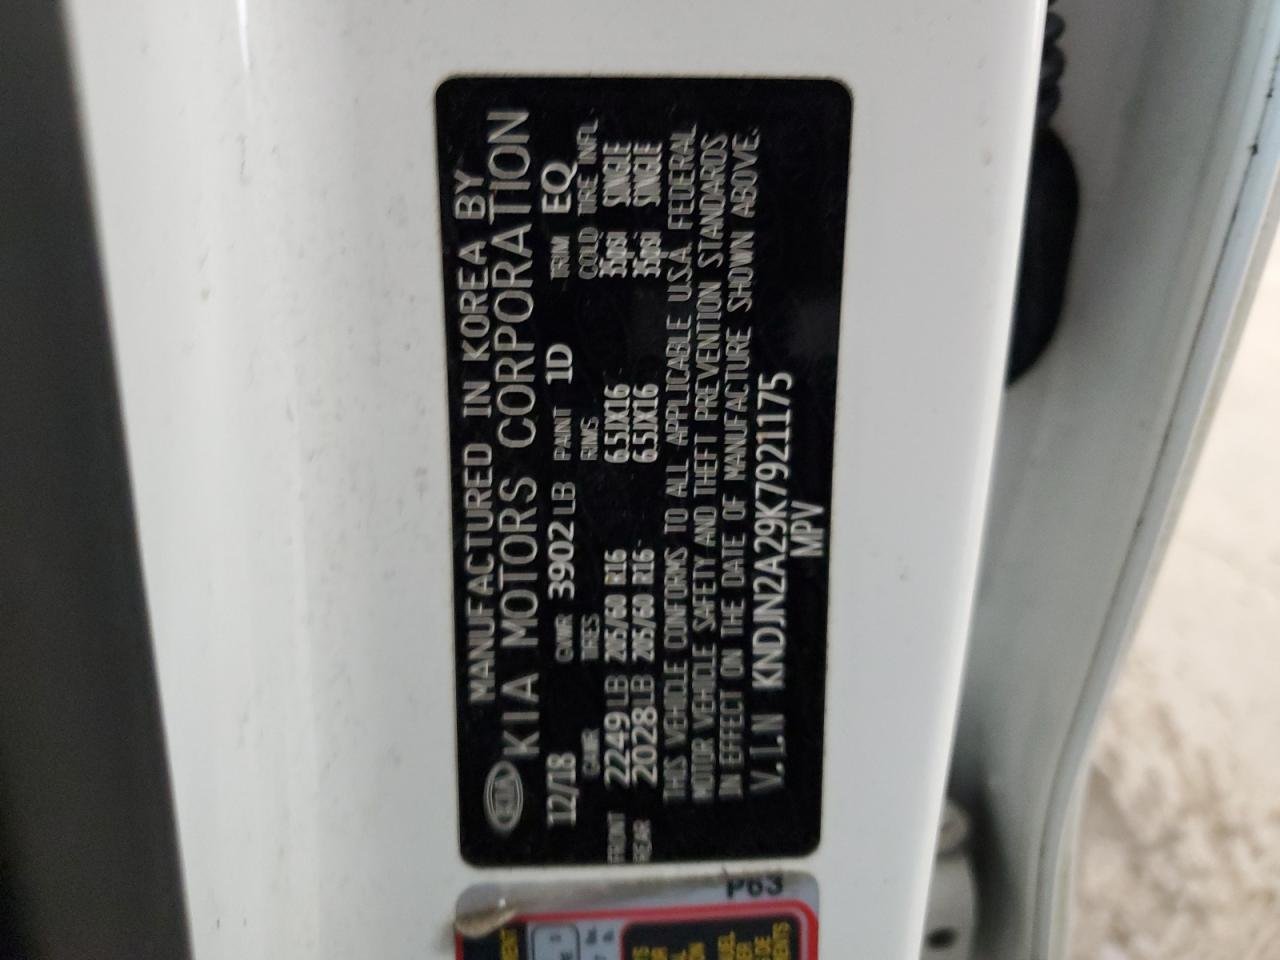 MANUFACTURED IN KOREA BY
KIA KIA MOTORS CORPORATION
12/18 GVWR 3902 LB PAINT 1D TRIM EQ
GAWR TIRES RIMS COLD TIRE INFL.
FRONT 2249 LB 205/60 R16 6.5JX16 35psi SINGLE
REAR 2028 LB 205/60 R16 6.5JX16 35psi SINGLE
THIS VEHICLE CONFORMS TO ALL APPLICABLE U.S.A. FEDERAL
MOTOR VEHICLE SAFETY AND THEFT PREVENTION STANDARDS
IN EFFECT ON THE DATE OF MANUFACTURE SHOWN ABOVE.
V.I.N KNDJN2A29K7921175
MPV
P63